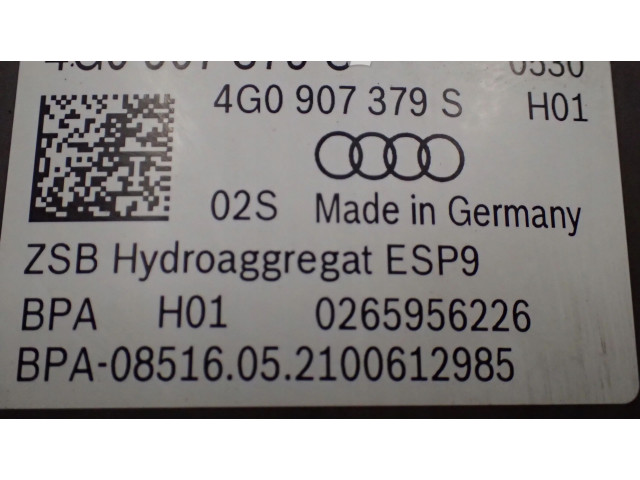 4G0 907 379 S
H01
02S Made in Germany
ZSB Hydroaggregat ESP9
BPA H01 0265956226
BPA-08516.05.2100612985